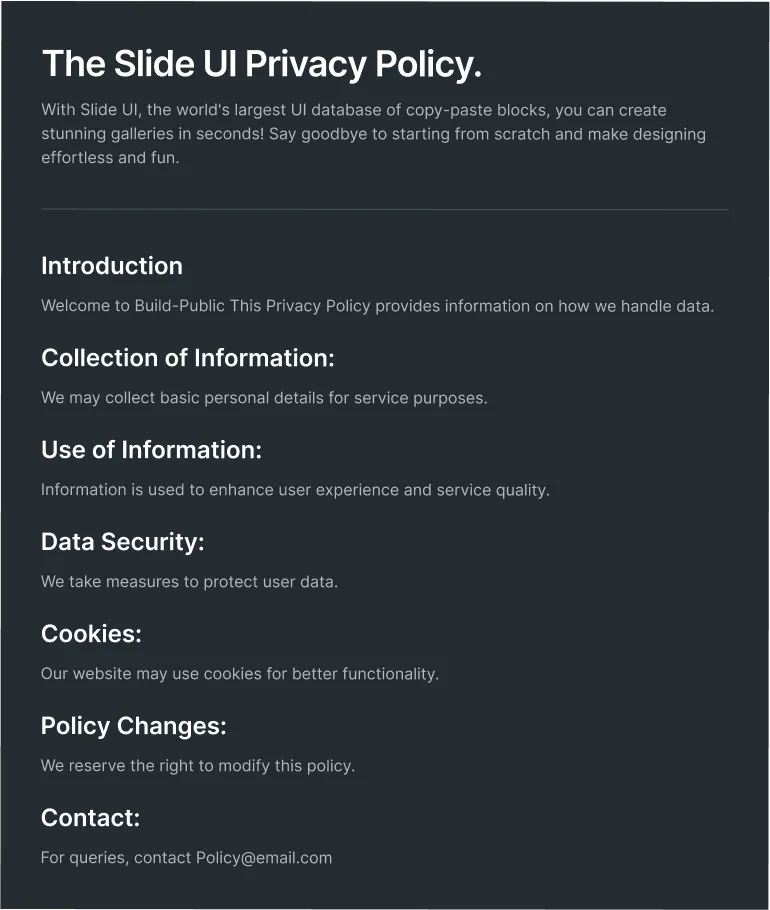 The Slide UI Privacy Policy.
With Slide UI, the world's largest UI database of copy-paste blocks, you can create
stunning galleries in seconds! Say goodbye to starting from scratch and make designing
effortless and fun.
Introduction
Welcome to Build-Public This Privacy Policy provides information on how we handle data.
Collection of Information:
We may collect basic personal details for service purposes.
Use of Information:
Information is used to enhance user experience and service quality.
Data Security:
We take measures to protect user data.
Cookies:
Our website may use cookies for better functionality.
Policy Changes:
We reserve the right to modify this policy.
Contact:
For queries, contact Policy@email.com